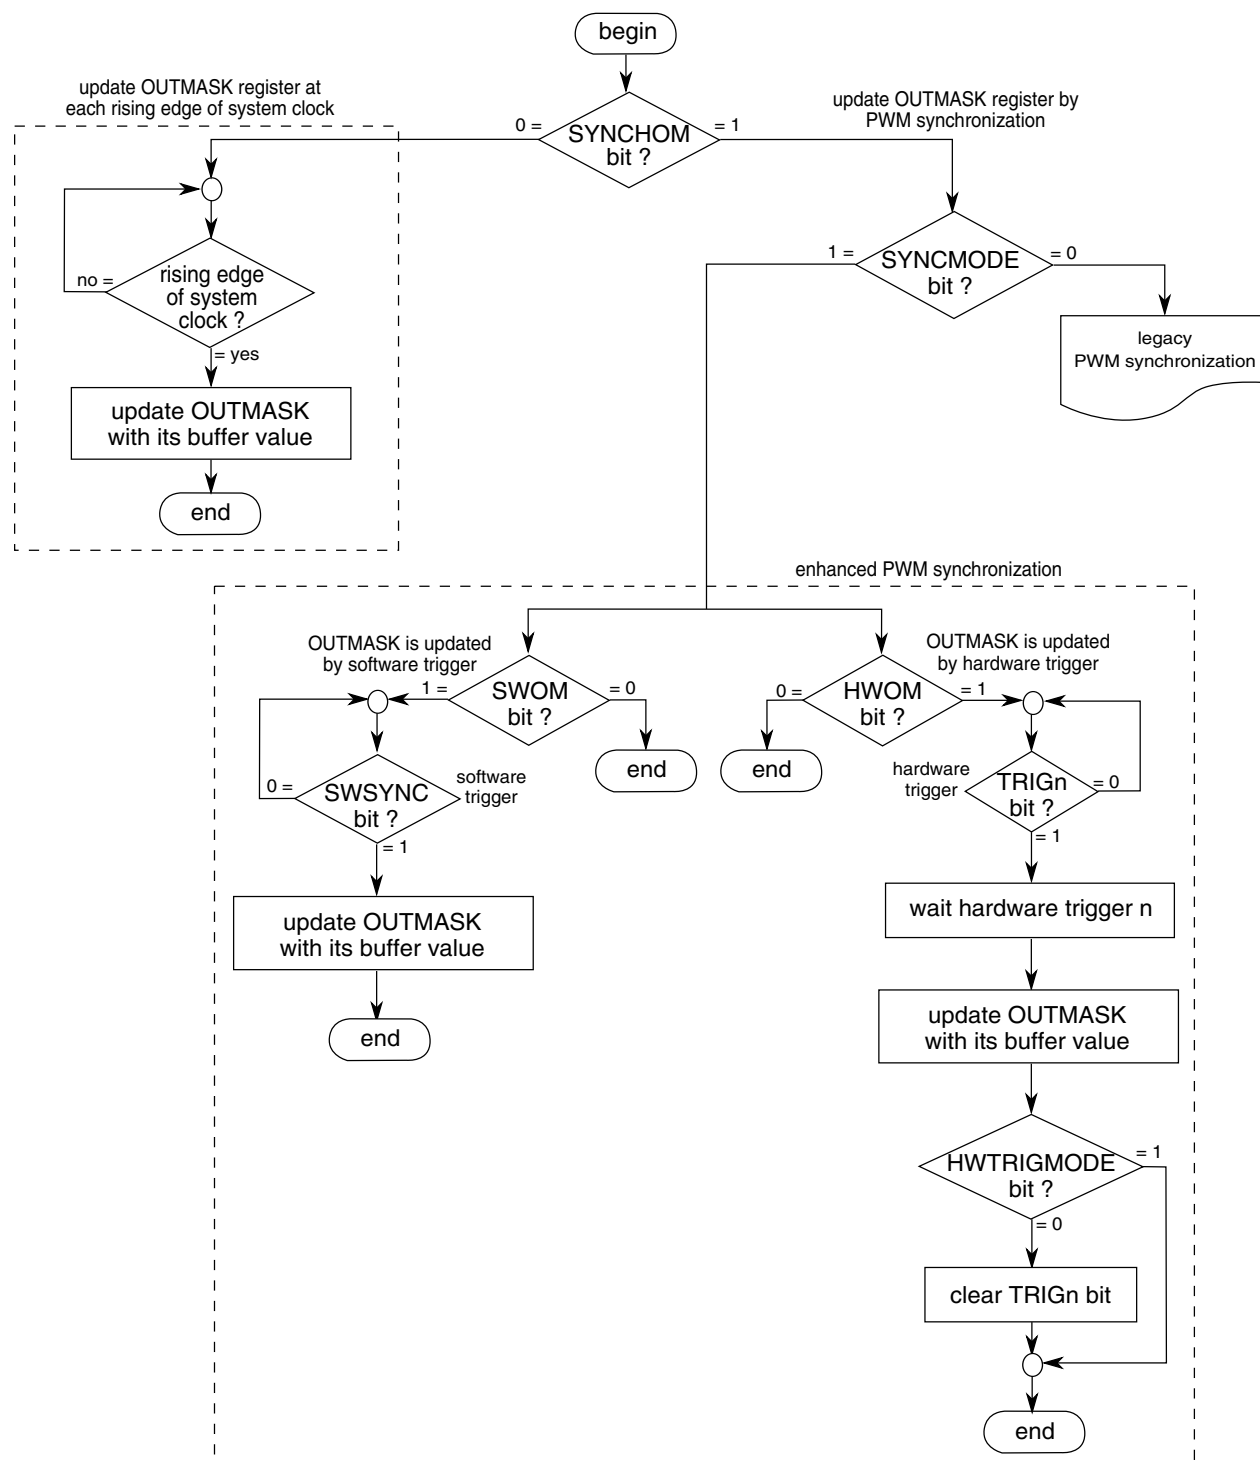 begin
update OUTMASK register at
each rising edge of system clock
update OUTMASK register by
PWM synchronization
0 =
SYNCHOM
bit ?
= 1
1 =
SYNCMODE
bit ?
= 0
no =
rising edge
of system
clock ?
= yes
legacy
PWM synchronization
update OUTMASK
with its buffer value
end
enhanced PWM synchronization
OUTMASK is updated
by software trigger
OUTMASK is updated
by hardware trigger
1 =
SWOM
bit ?
= 0
0 =
HWOM
bit ?
= 1
end
end
0 =
SWSYNC
bit ?
software
trigger
= 1
hardware
trigger
TRIGn
bit ?
= 0
= 1
update OUTMASK
with its buffer value
end
wait hardware trigger n
update OUTMASK
with its buffer value
HWTRIGMODE
bit ?
= 1
= 0
clear TRIGn bit
end